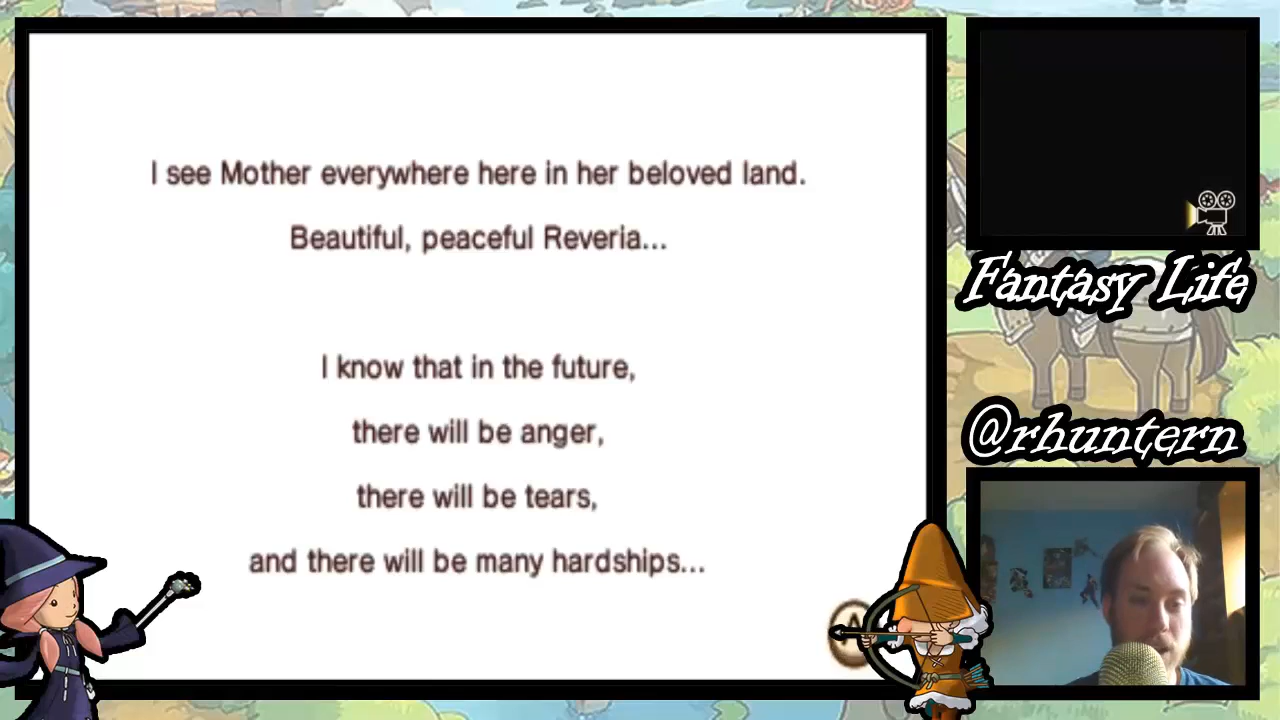 I see Mother everywhere here in her beloved land.
Beautiful, peaceful Reveria...
I know that in the future,
there will be anger,
there will be tears,
and there will be many hardships...
A
Fantasy Life
@rhuntern